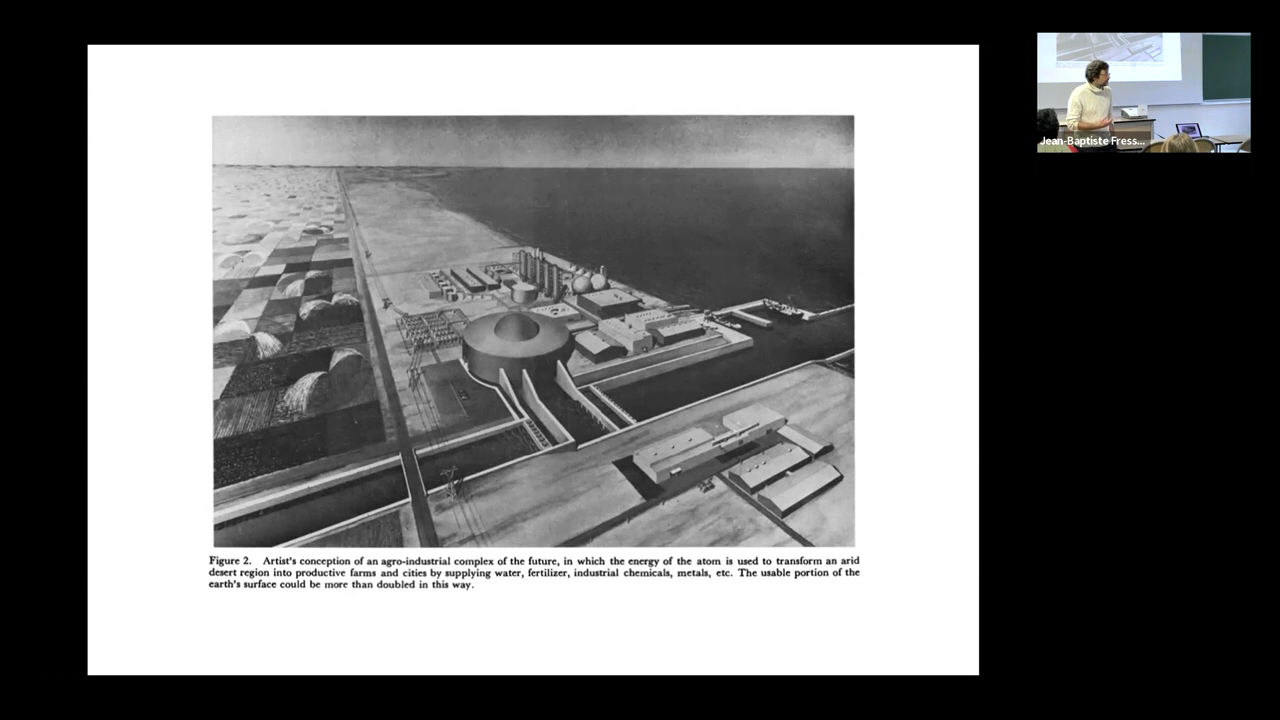 Jean-Baptiste Fress...
Figure 2. Artist's conception of an agro-industrial complex of the future, in which the energy of the atom is used to transform an arid
desert region into productive farms and cities by supplying water, fertilizer, industrial chemicals, metals, etc. The usable portion of the
earth's surface could be more than doubled in this way.